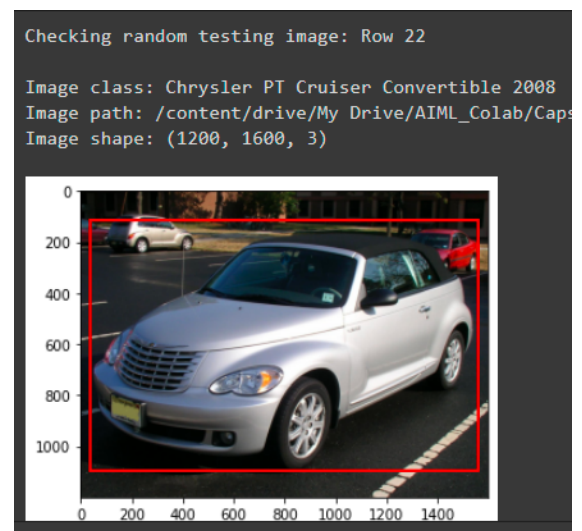 Checking random testing image: Row 22
Image class: Chrysler PT Cruiser Convertible 2008
Image path: /content/drive/My Drive/AIML_Colab/Caps
Image shape: (1200, 1600, 3)
0
200
400
600
800
1000
0 200 400 600 800 1000 1200 1400